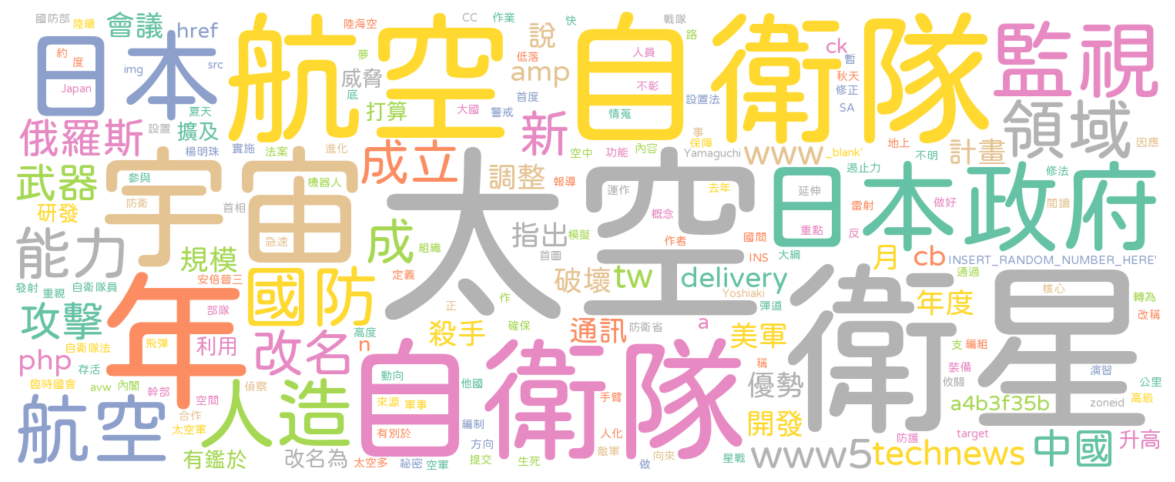 國防部 會議 href 陸續 陸海空 CC 作業 快 戰隊 路
日本 航空自衛隊 監視
約 度 img src 夢 低落 說 人員 ck 暫 秋天
Japan 威脅 amp 不彰 修正
夏天 底 打算 大國 首度 警戒 新 情蒐 設置法 SA 領域
俄羅斯 設置 擴及 事 保障 因應
楊明珠 實施 法案 進化 成立 空中 功能 內容 Yamaguchi www _blank' 地上 不明 計畫
武器 參與 宇宙 機器人 調整 報導 太空 運作 去年 日本政府 延伸 遏止力 修法
研發 防衛 首相 概念 雷射 做好 閱讀
能力 急速 成 組織 指出 模擬 作者 國問 重點 反
規模 定義 首圖 INS 大綱 月 cb INSERT_RANDOM_NUMBER_HERE'
發射 重視 自衛隊員 安倍晉三 年 國防 破壞 tw delivery 通過 核心
攻擊 部隊 正 作 Yoshiaki 彈道 衛星 年度 轉為 改稱
自衛隊法 飛彈 利用 高度 殺手 確保 通訊 防衛省 a 美軍
php 存活 改名 n 自衛隊 稱 支 編組
臨時國會 avw 內閣 幹部 偵察 動向 他國 優勢 裝備 攸關 演習 公里
航空 空間 人造 來源 軍事 手臂 a4b3f35b zoneid 高級
合作 編制 人化 開發
太空軍 有別於 方向 敵軍 向來 防護 target 升高
有鑑於 改名為 太空多 祕密 空軍 提交 生死 做 星戰 www5 technews 中國